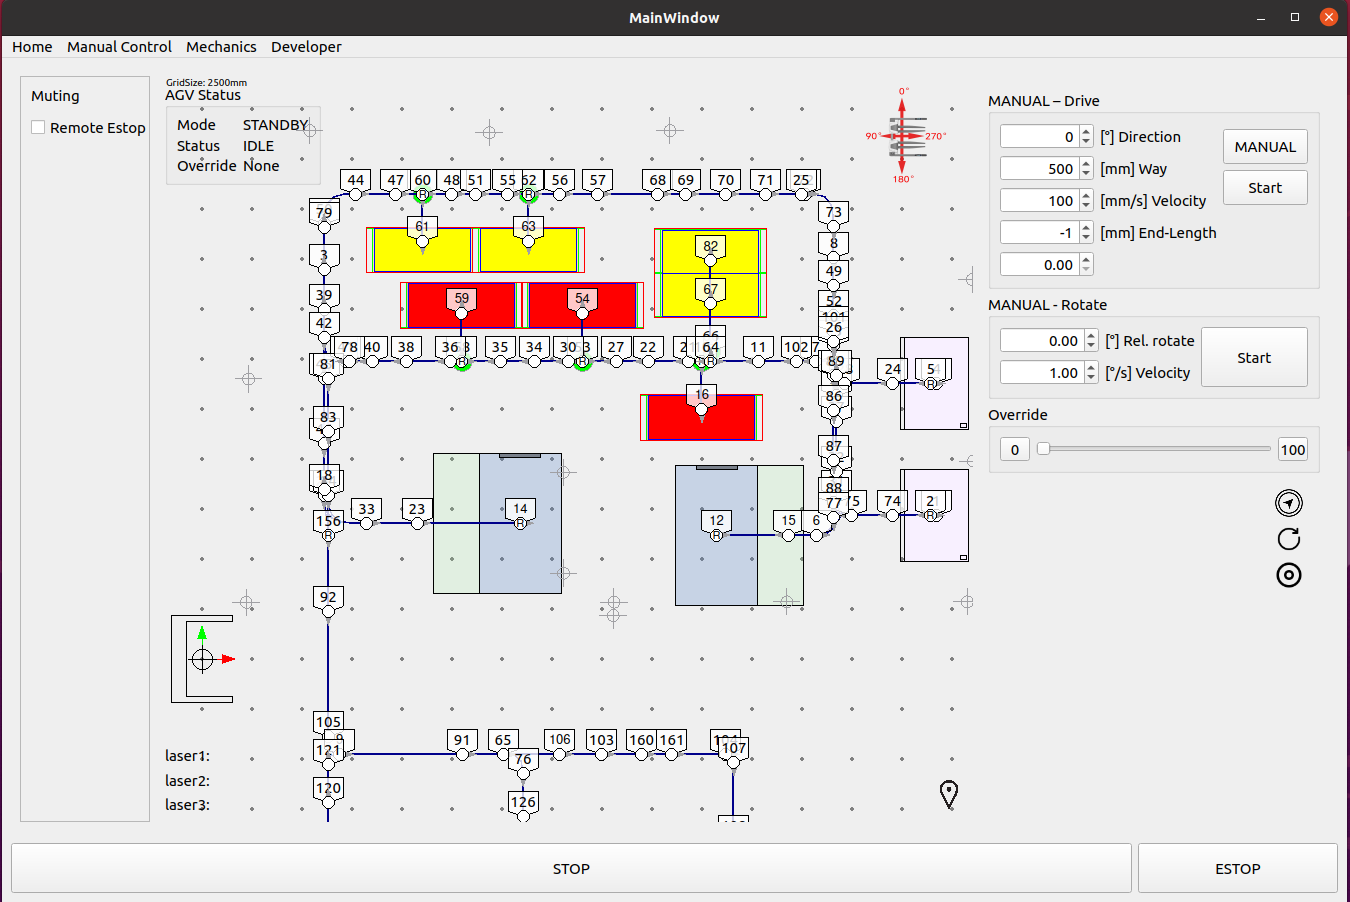 MainWindow
Home Manual Control Mechanics Developer
Muting
Remote Estop
GridSize: 2500mm
AGV Status
Mode STANDBY
Status IDLE
Override None
0°
90° 270°
180°
44 47 60 48 51 55 62 56 57 68 69 70 71 25
79 73
61 63
3 8
82
39 49
67
59 54 52
42 26
66
78 40 38 36 35 34 30 27 22 64 11 102
81 89 24 5
86
16
83 87
18 88
33 23 14 77 74 2
156 12 15 6
92
105
91 65 106 103 160 161
121 107
76
120
126
laser1:
laser2:
laser3:
MANUAL – Drive
0 [°] Direction
MANUAL
500 [mm] Way
Start
100 [mm/s] Velocity
-1 [mm] End-Length
0.00
MANUAL - Rotate
0.00 [°] Rel. rotate
Start
1.00 [°/s] Velocity
Override
0 100
STOP ESTOP